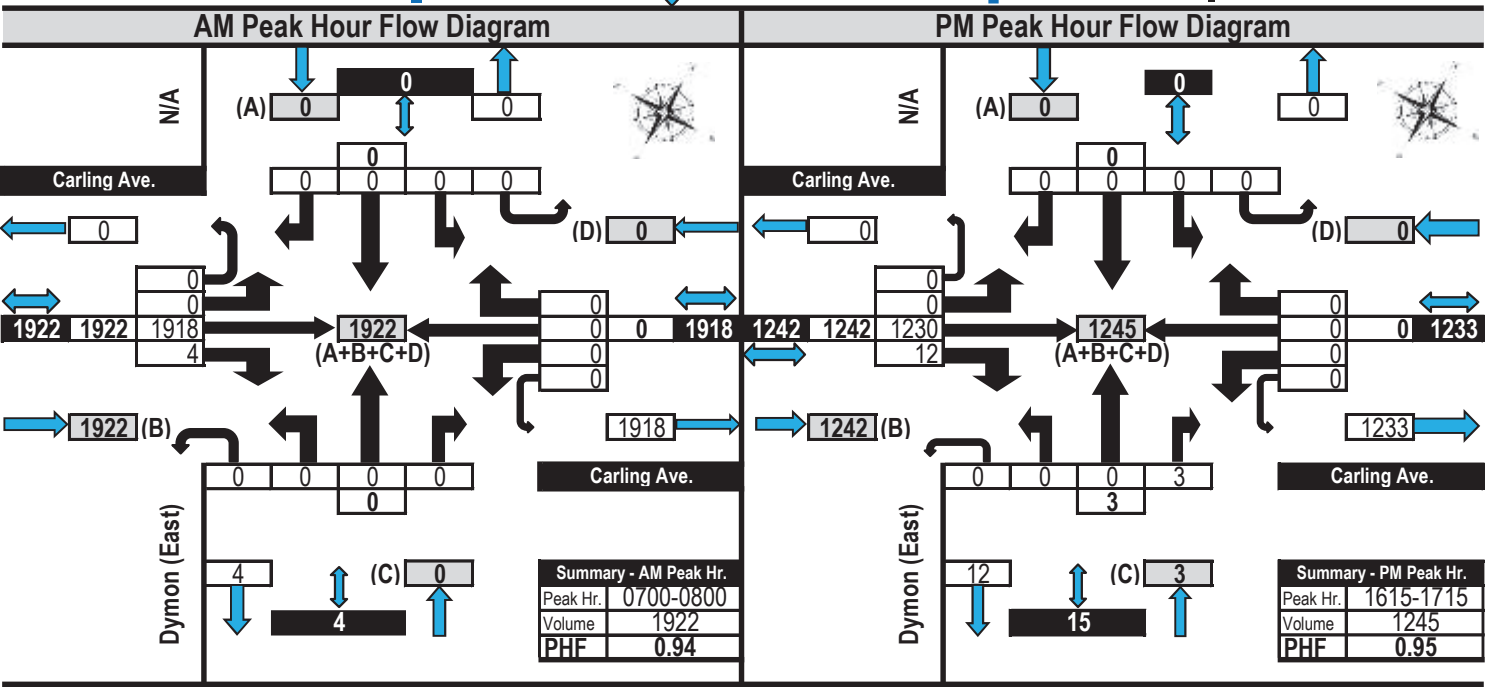 AM Peak Hour Flow Diagram
N/A
(A) 0
0
0
0
0 0 0 0
Carling Ave.
0
(D) 0
0
0
1922 1922 1918
4
1922
(A+B+C+D)
0
0 0 1918
0
0
1922 (B)
1918
0 0 0 0
0
Carling Ave.
Dymon (East)
4
(C) 0
4
Summary - AM Peak Hr.
Peak Hr. 0700-0800
Volume 1922
PHF 0.94
PM Peak Hour Flow Diagram
N/A
(A) 0
0
0
0
0 0 0 0
Carling Ave.
0
(D) 0
0
0
1242 1242 1230
12
1245
(A+B+C+D)
0
0 0 1233
0
0
1242 (B)
1233
0 0 0 3
3
Carling Ave.
Dymon (East)
12
(C) 3
15
Summary - PM Peak Hr.
Peak Hr. 1615-1715
Volume 1245
PHF 0.95